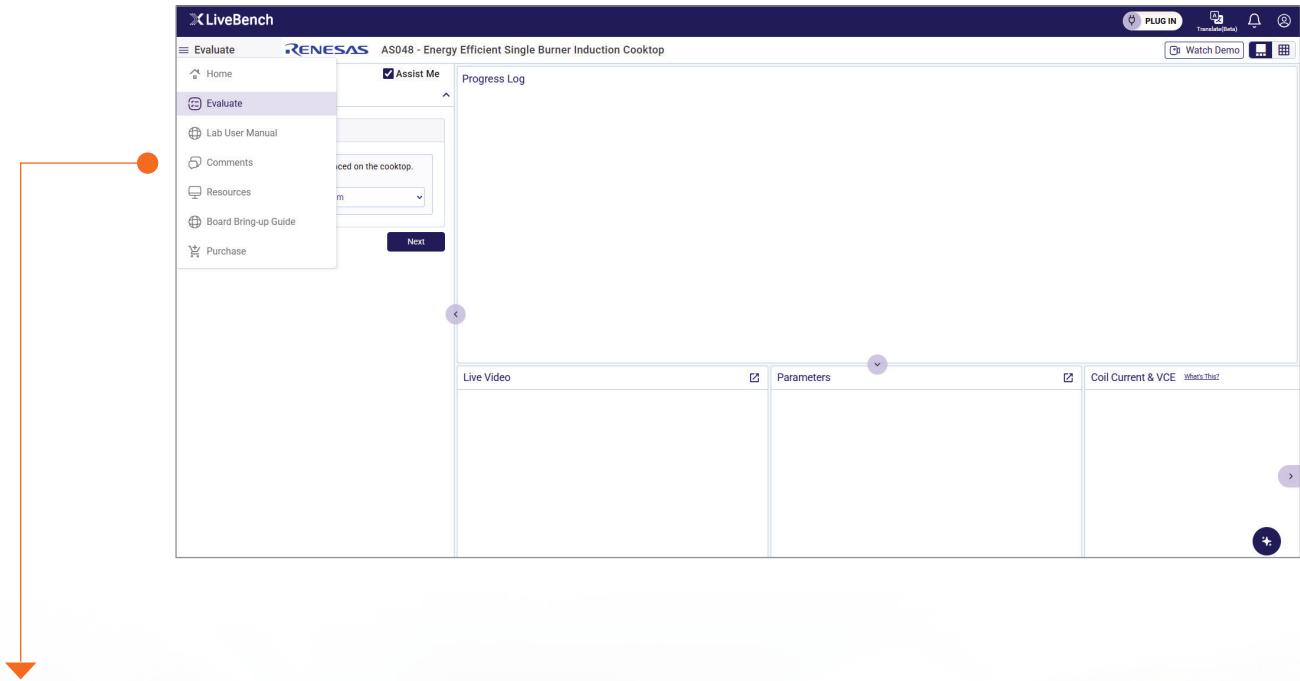 LiveBench
PLUG IN
Translate(Beta)
Evaluate
RENESAS
AS048 - Energy Efficient Single Burner Induction Cooktop
Watch Demo
Home
Evaluate
Lab User Manual
Comments
Resources
Board Bring-up Guide
Purchase
Assist Me
on the cooktop.
Next
Progress Log
Live Video
Parameters
Coil Current & VCE What's This?